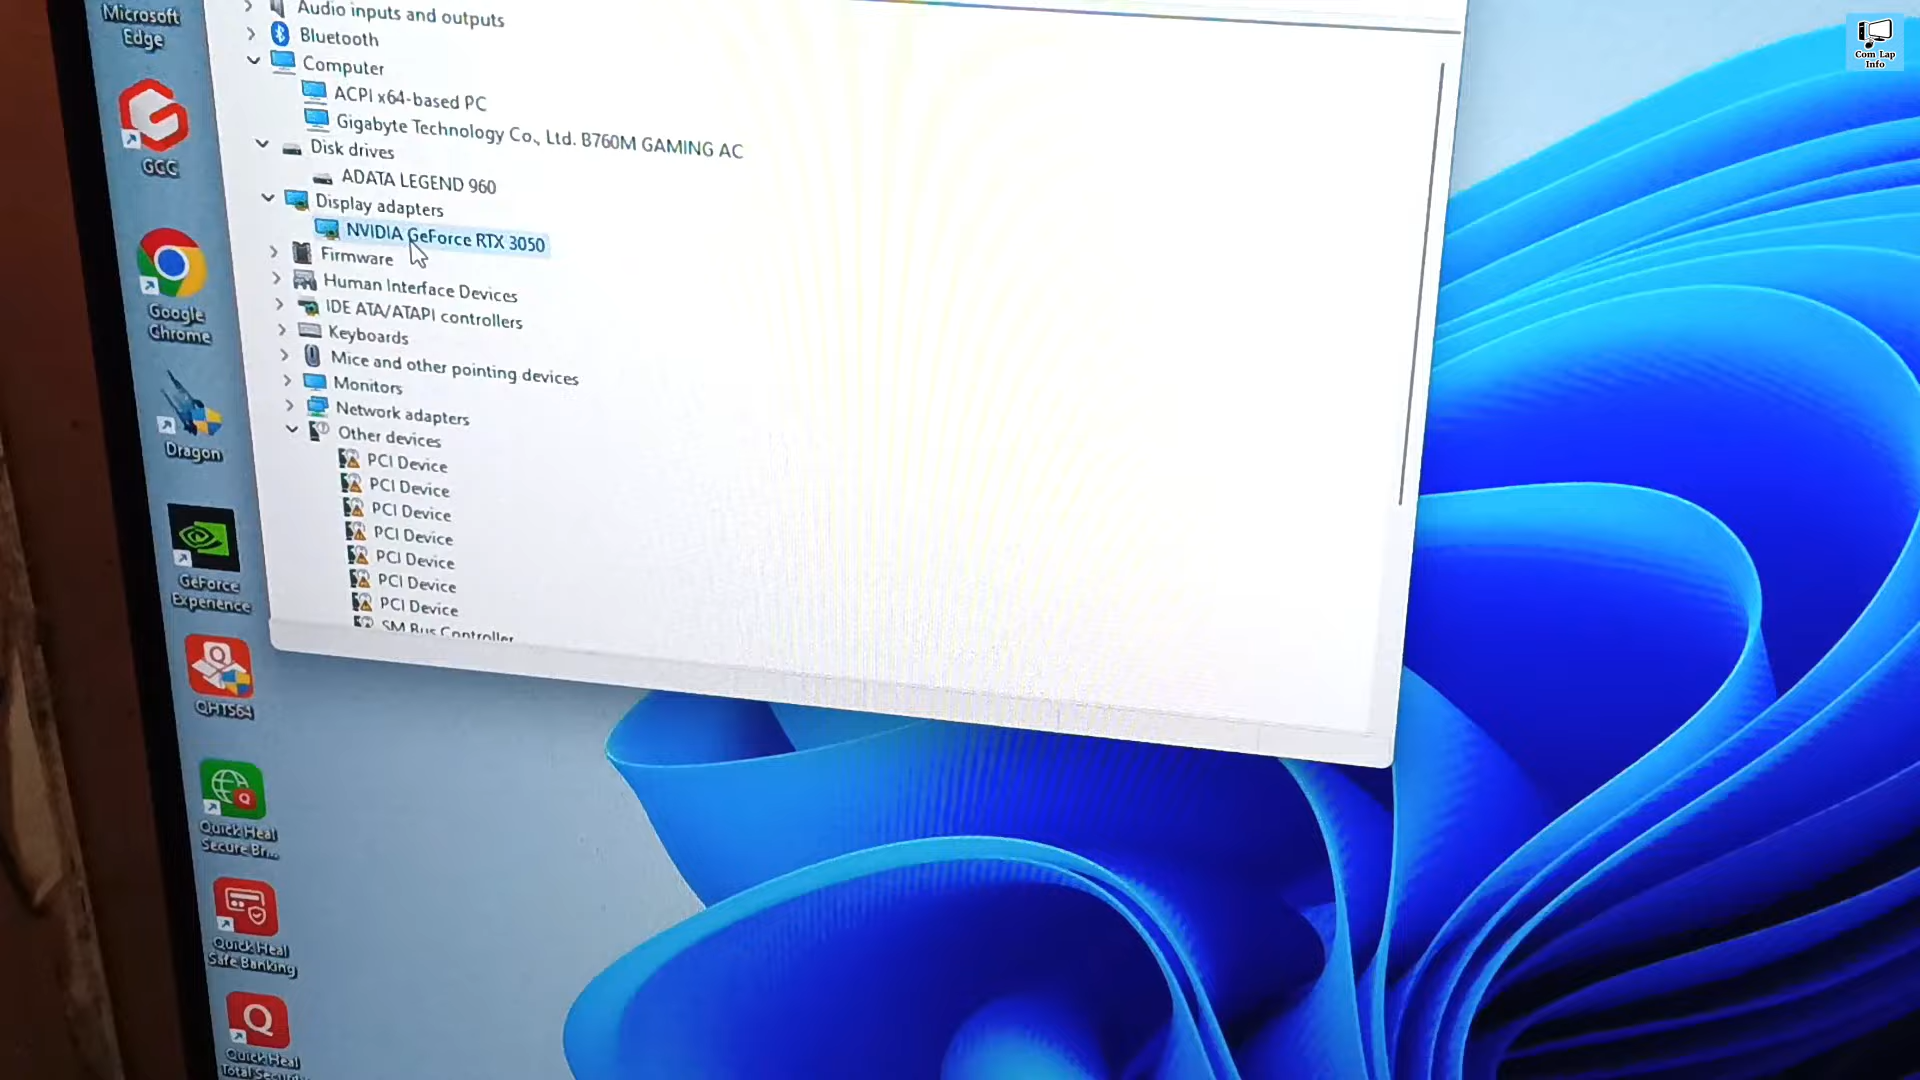 Microsoft
Edge
GCC
Google
Chrome
Dragon
GeForce
Experience
QHTS64
Quick Heal
Secure Br...
Quick Heal
Safe Banking
Quick Heal
Total Securi
Audio inputs and outputs
Bluetooth
Computer
ACPI x64-based PC
Gigabyte Technology Co., Ltd. B760M GAMING AC
Disk drives
ADATA LEGEND 960
Display adapters
NVIDIA GeForce RTX 3050
Firmware
Human Interface Devices
IDE ATA/ATAPI controllers
Keyboards
Mice and other pointing devices
Monitors
Network adapters
Other devices
PCI Device
PCI Device
PCI Device
PCI Device
PCI Device
PCI Device
PCI Device
SM Bus Controller
Com Lap
Info